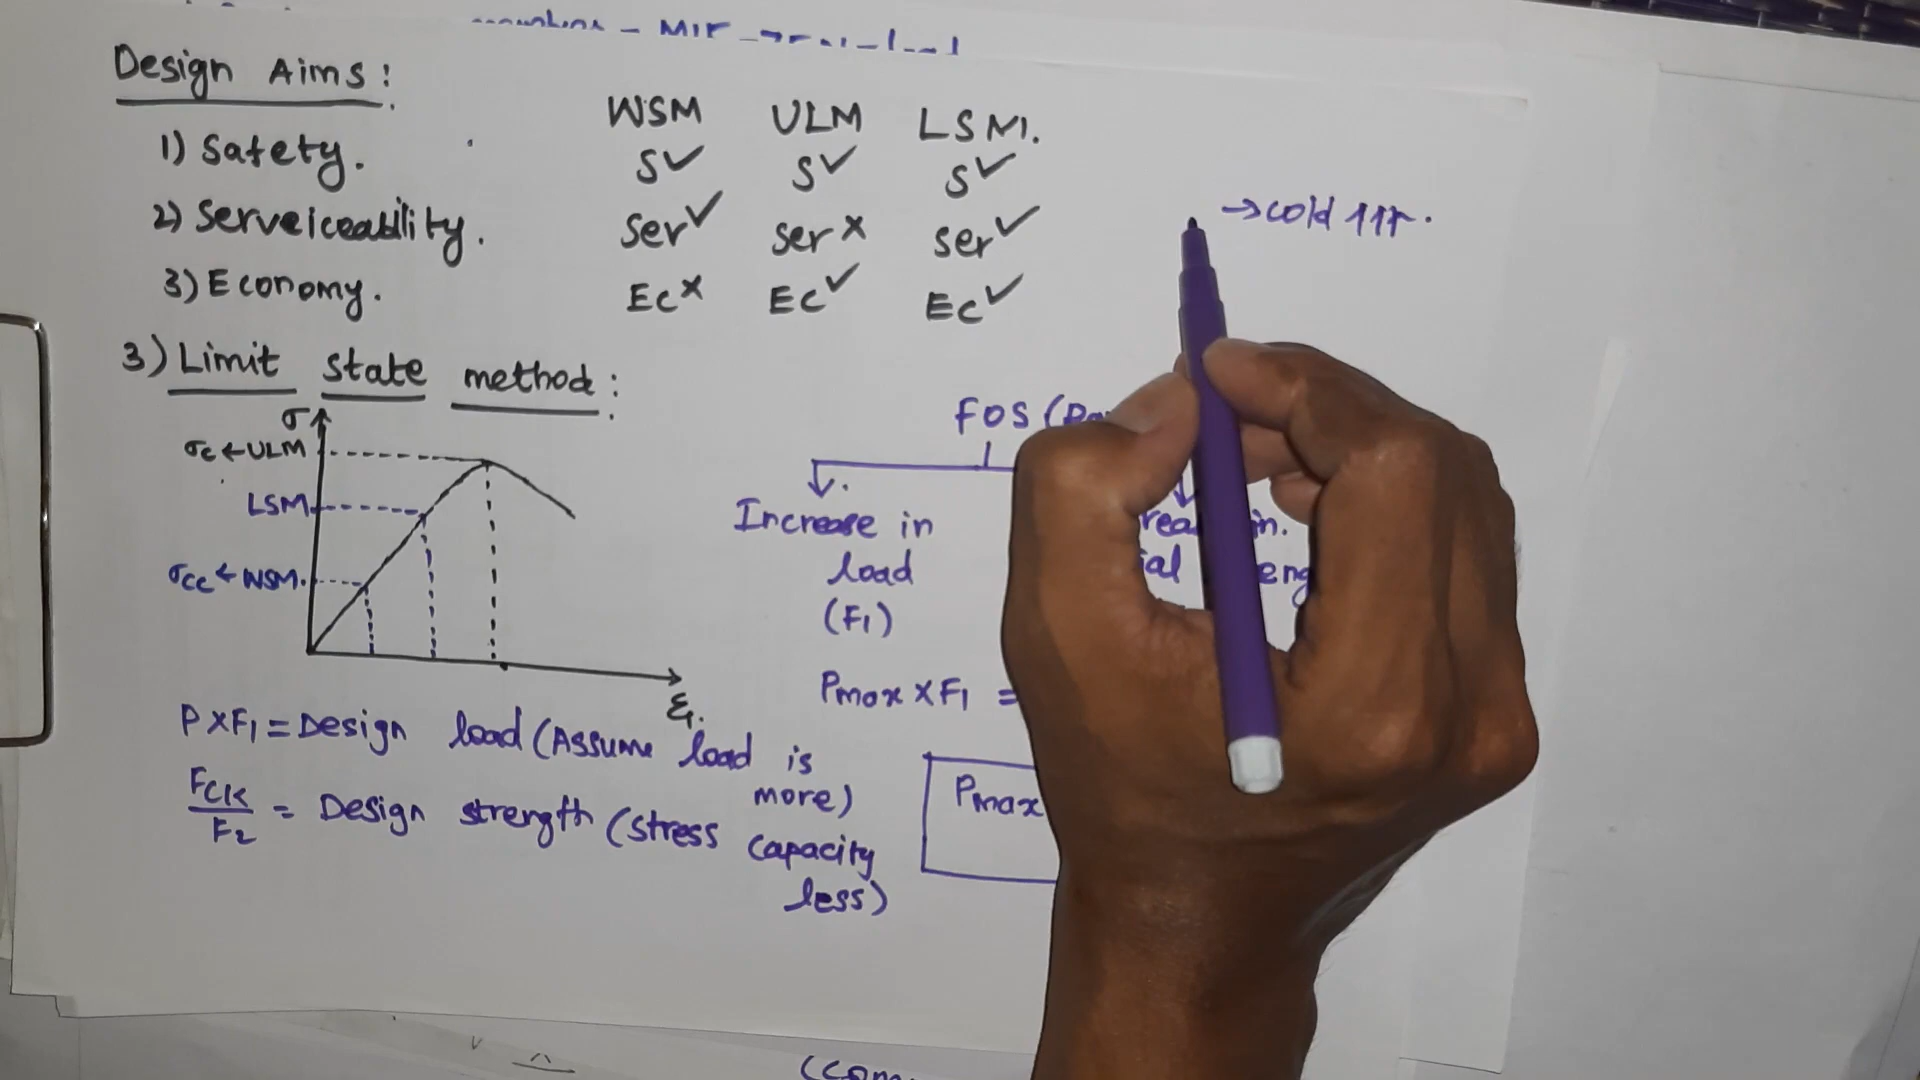 Design Aims:
WSM ULM LSM.
1) Safety. S✓ S✓ S✓
2) Serveiceability. Ser✓ Ser× Ser✓
3) Economy. Ec× Ec✓ Ec✓
→cold
3) Limit state method:
σ
σc ← ULM
LSM
σcc ← WSM.
ε
FOS
Increase in
load
(F1)
in.
Pmax × F1 =
P × F1 = Design load (Assume load is
more)
Fck/F2 = Design strength (stress capacity
less)
Pmax